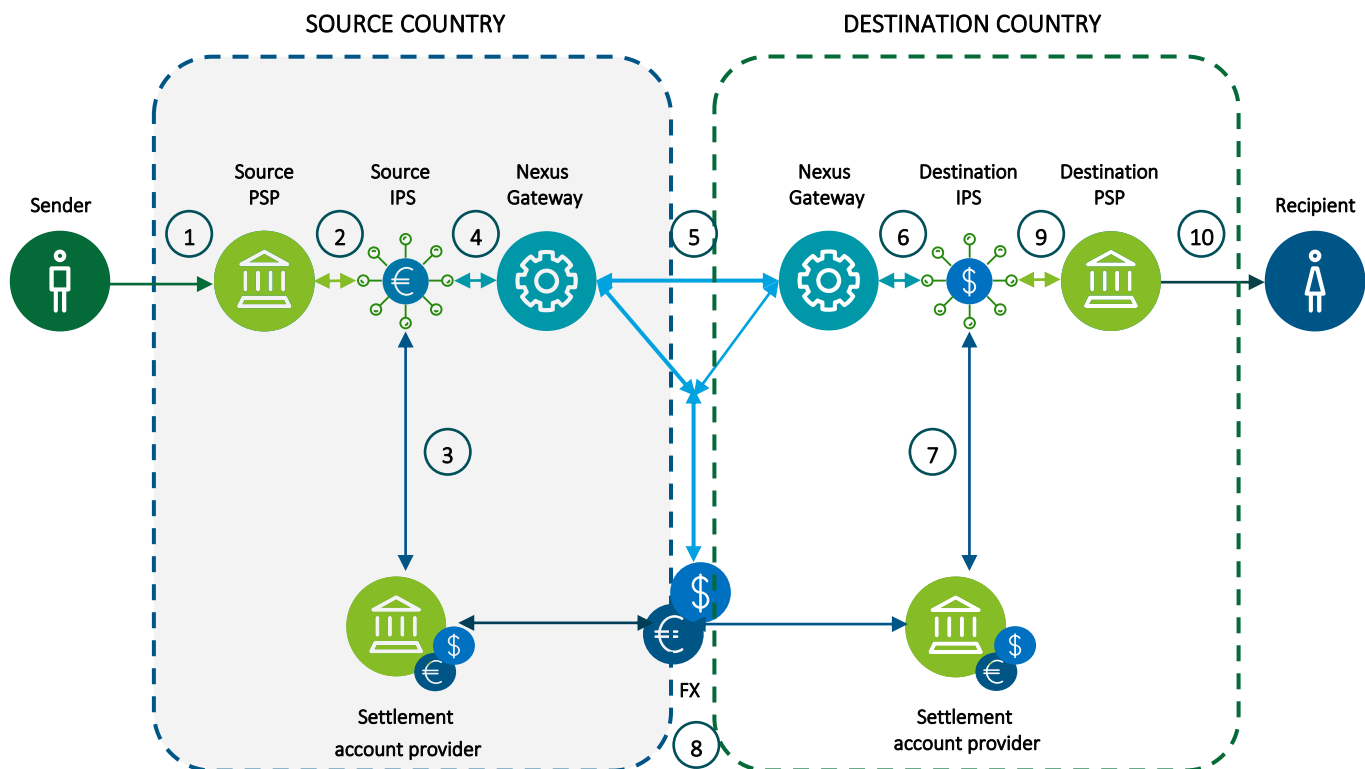 SOURCE COUNTRY
DESTINATION COUNTRY
Sender
Source
PSP
Source
IPS
Nexus
Gateway
Nexus
Gateway
Destination
IPS
Destination
PSP
Recipient
1
2
4
5
6
9
10
€
$
3
7
$
€
$
€
$
€
FX
Settlement
account provider
Settlement
account provider
8